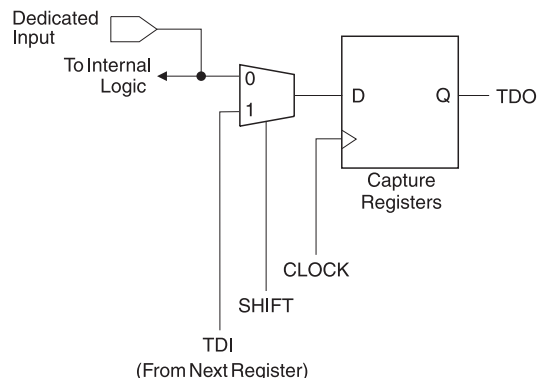 Dedicated
Input
To Internal
Logic
0
1
D
Q
TDO
Capture
Registers
CLOCK
SHIFT
TDI
(From Next Register)